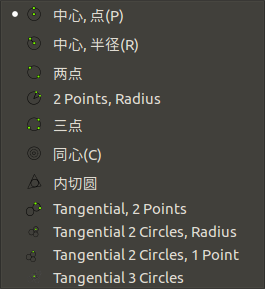 中心, 点(P)
中心, 半径(R)
两点
2 Points, Radius
三点
同心(C)
内切圆
Tangential, 2 Points
Tangential 2 Circles, Radius
Tangential 2 Circles, 1 Point
Tangential 3 Circles